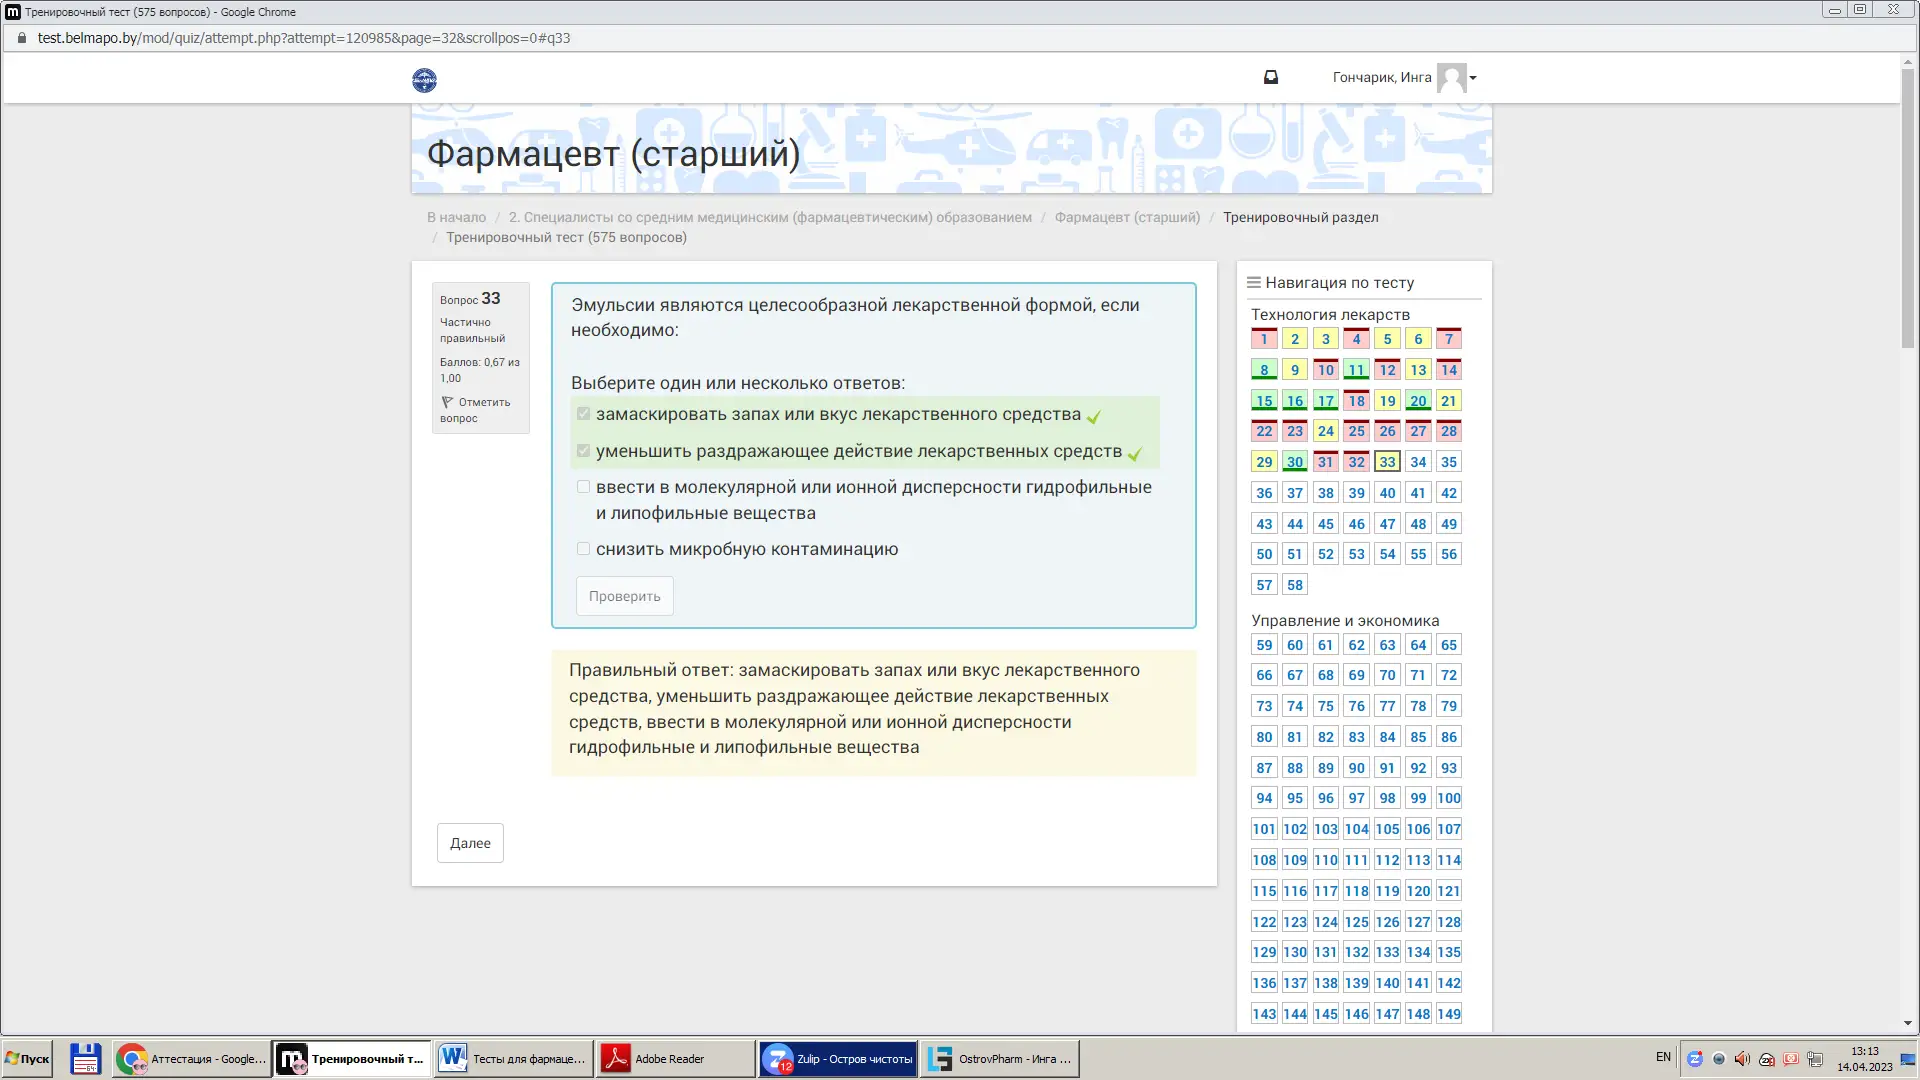 Тренировочный тест (575 вопросов) - Google Chrome
test.belmapo.by/mod/quiz/attempt.php?attempt=120985&page=32&scrollpos=0#q33
Гончарик, Инга
Фармацевт (старший)
В начало / 2. Специалисты со средним медицинским (фармацевтическим) образованием / Фармацевт (старший) / Тренировочный раздел
/ Тренировочный тест (575 вопросов)
Вопрос 33
Частично
правильный
Баллов: 0,67 из
1,00
Отметить
вопрос
Эмульсии являются целесообразной лекарственной формой, если
необходимо:
Выберите один или несколько ответов:
замаскировать запах или вкус лекарственного средства
уменьшить раздражающее действие лекарственных средств
ввести в молекулярной или ионной дисперсности гидрофильные
и липофильные вещества
снизить микробную контаминацию
Проверить
Правильный ответ: замаскировать запах или вкус лекарственного
средства, уменьшить раздражающее действие лекарственных
средств, ввести в молекулярной или ионной дисперсности
гидрофильные и липофильные вещества
Далее
Навигация по тесту
Технология лекарств
1 2 3 4 5 6 7
8 9 10 11 12 13 14
15 16 17 18 19 20 21
22 23 24 25 26 27 28
29 30 31 32 33 34 35
36 37 38 39 40 41 42
43 44 45 46 47 48 49
50 51 52 53 54 55 56
57 58
Управление и экономика
59 60 61 62 63 64 65
66 67 68 69 70 71 72
73 74 75 76 77 78 79
80 81 82 83 84 85 86
87 88 89 90 91 92 93
94 95 96 97 98 99 100
101 102 103 104 105 106 107
108 109 110 111 112 113 114
115 116 117 118 119 120 121
122 123 124 125 126 127 128
129 130 131 132 133 134 135
136 137 138 139 140 141 142
143 144 145 146 147 148 149
Пуск
64
Аттестация - Google...
Тренировочный т...
Тесты для фармаце...
Adobe Reader
12
Zulip - Остров чистоты
OstrovPharm - Инга ...
EN
13:13
14.04.2023